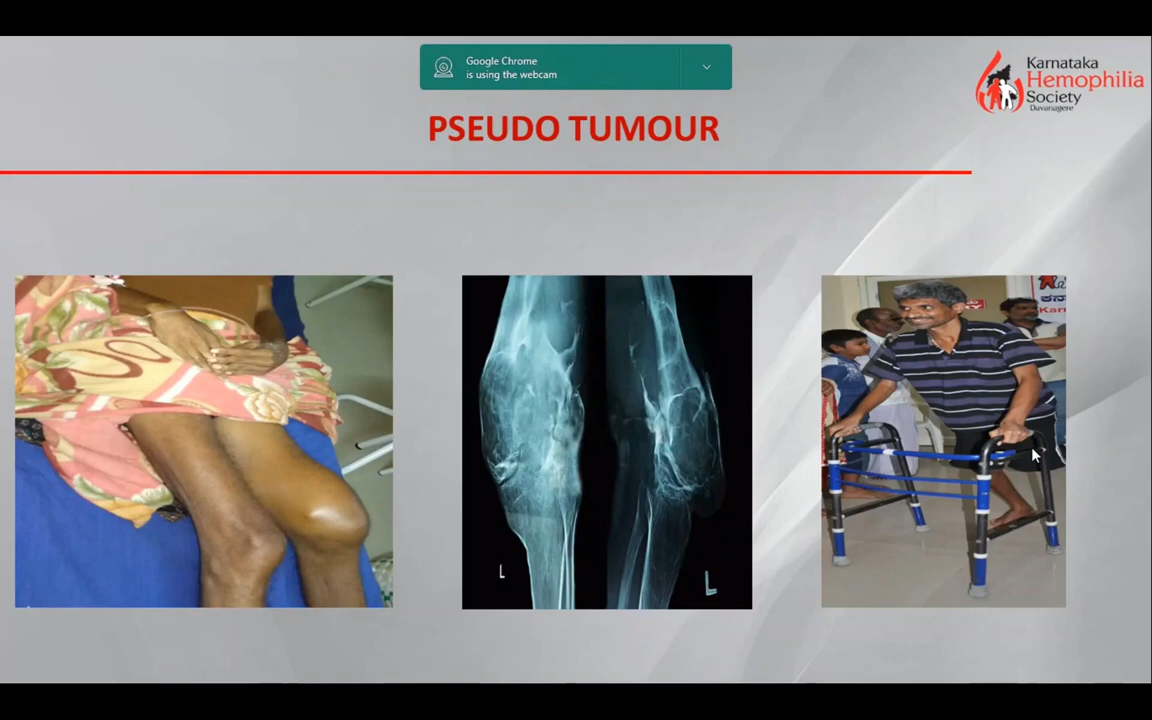 Google Chrome
is using the webcam
Karnataka
Hemophilia
Society
Davanagere
PSEUDO TUMOUR
L
L